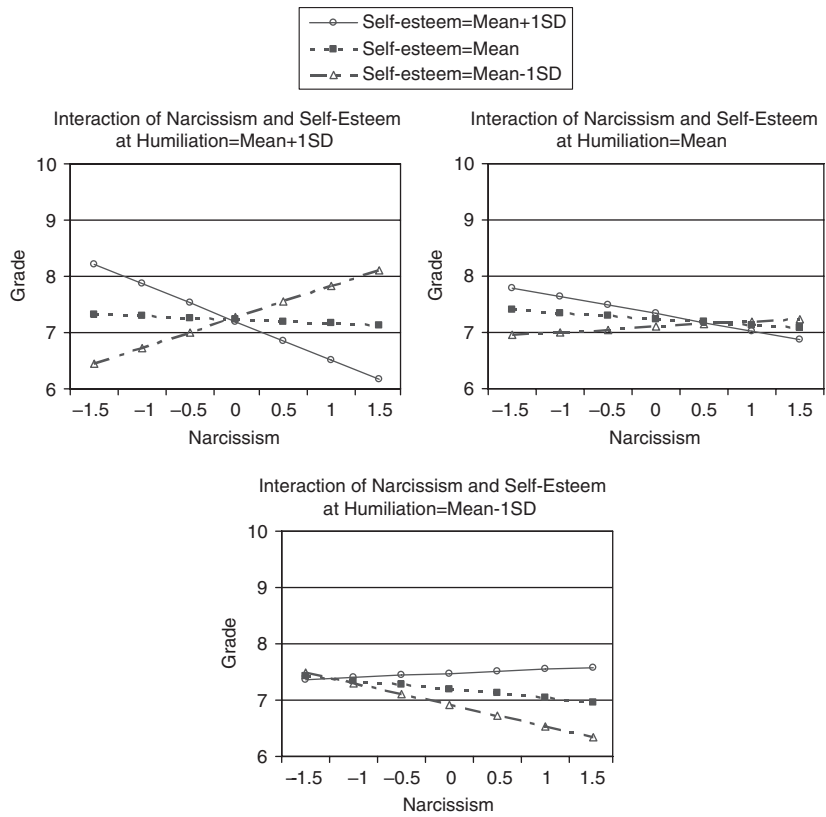 Self-esteem=Mean+1SD
Self-esteem=Mean
Self-esteem=Mean-1SD
Interaction of Narcissism and Self-Esteem
at Humiliation=Mean+1SD
10
9
8
7
6
Grade
−1.5 −1 −0.5 0 0.5 1 1.5
Narcissism
Interaction of Narcissism and Self-Esteem
at Humiliation=Mean
10
9
8
7
6
Grade
−1.5 −1 −0.5 0 0.5 1 1.5
Narcissism
Interaction of Narcissism and Self-Esteem
at Humiliation=Mean-1SD
10
9
8
7
6
Grade
−1.5 −1 −0.5 0 0.5 1 1.5
Narcissism